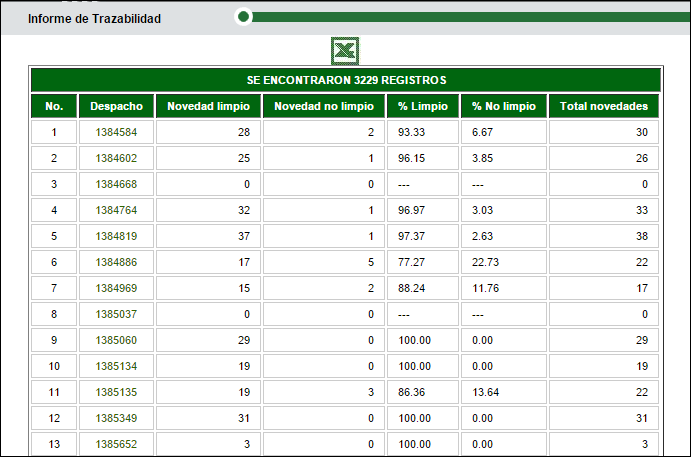 Informe de Trazabilidad
SE ENCONTRARON 3229 REGISTROS
No. Despacho Novedad limpio Novedad no limpio % Limpio % No limpio Total novedades
1 1384584 28 2 93.33 6.67 30
2 1384602 25 1 96.15 3.85 26
3 1384668 0 0 --- --- 0
4 1384764 32 1 96.97 3.03 33
5 1384819 37 1 97.37 2.63 38
6 1384886 17 5 77.27 22.73 22
7 1384969 15 2 88.24 11.76 17
8 1385037 0 0 --- --- 0
9 1385060 29 0 100.00 0.00 29
10 1385134 19 0 100.00 0.00 19
11 1385135 19 3 86.36 13.64 22
12 1385349 31 0 100.00 0.00 31
13 1385652 3 0 100.00 0.00 3